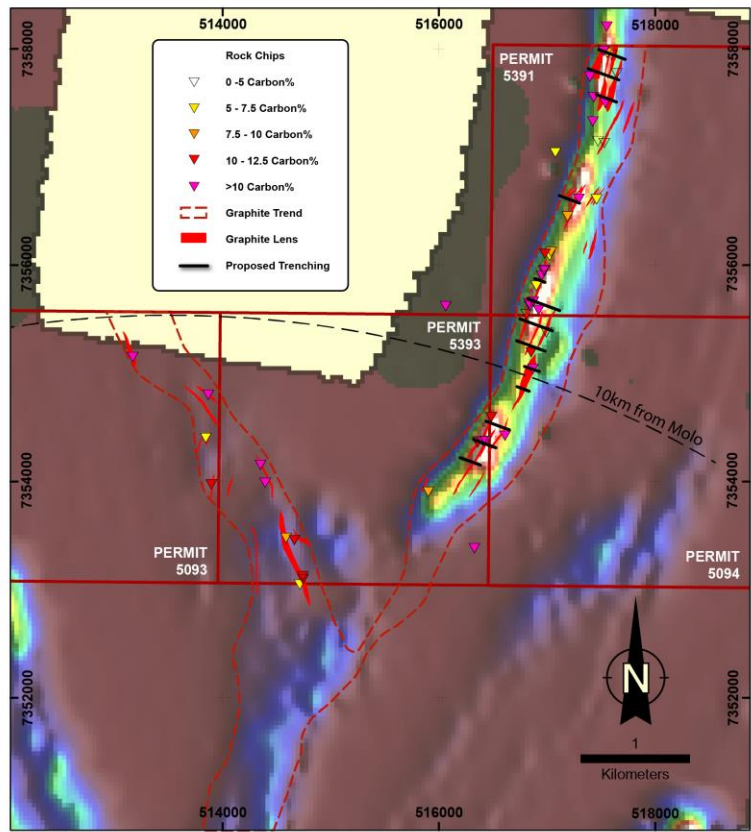 514000
516000
518000
7358000
7358000
Rock Chips
0 -5 Carbon%
5 - 7.5 Carbon%
7.5 - 10 Carbon%
10 - 12.5 Carbon%
>10 Carbon%
Graphite Trend
Graphite Lens
Proposed Trenching
PERMIT
5391
7356000
7356000
PERMIT
5393
10km from Molo
7354000
7354000
PERMIT
5093
PERMIT
5094
N
7352000
7352000
1
Kilometers
514000
516000
518000